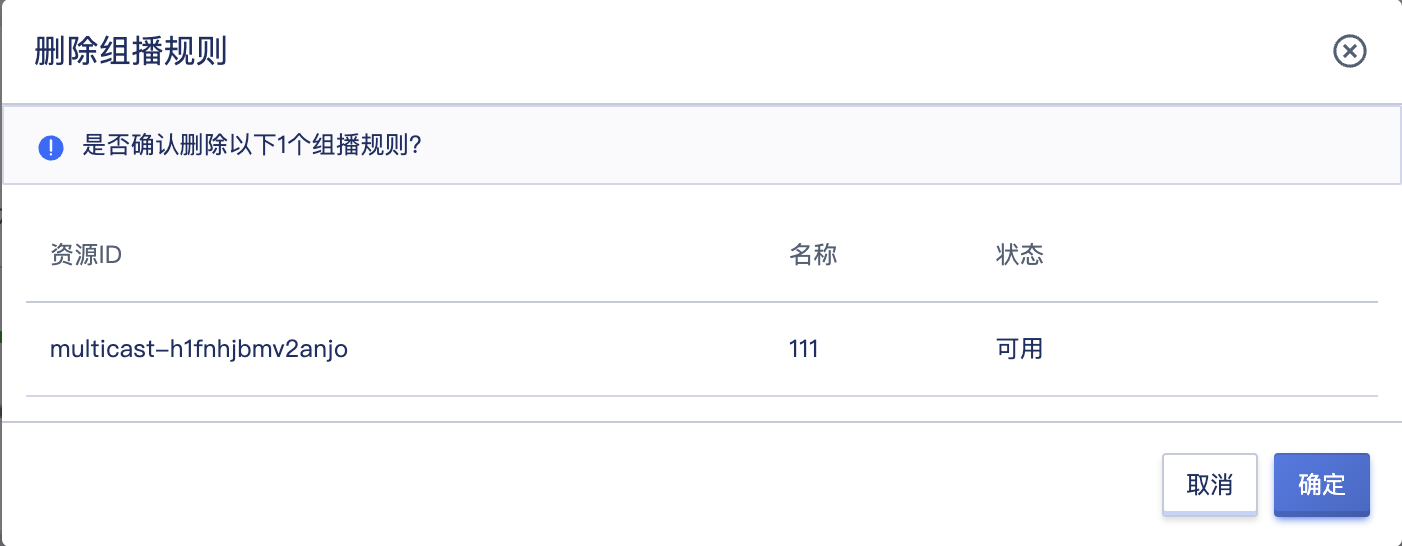 删除组播规则
是否确认删除以下1个组播规则?
资源ID 名称 状态
multicast-h1fnhjbmv2anjo 111 可用
取消 确定